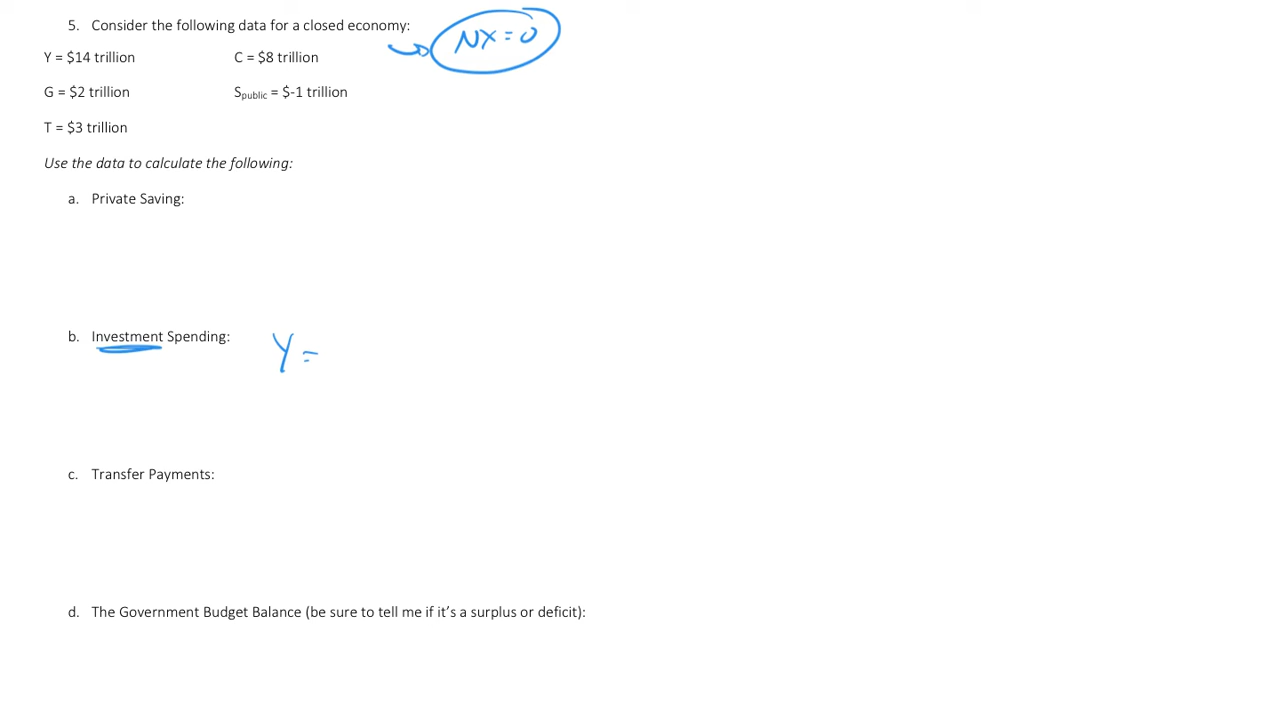 5. Consider the following data for a closed economy:
NX = 0
Y = $14 trillion C = $8 trillion
G = $2 trillion Spublic = $-1 trillion
T = $3 trillion
Use the data to calculate the following:
a. Private Saving:
b. Investment Spending: Y =
c. Transfer Payments:
d. The Government Budget Balance (be sure to tell me if it’s a surplus or deficit):